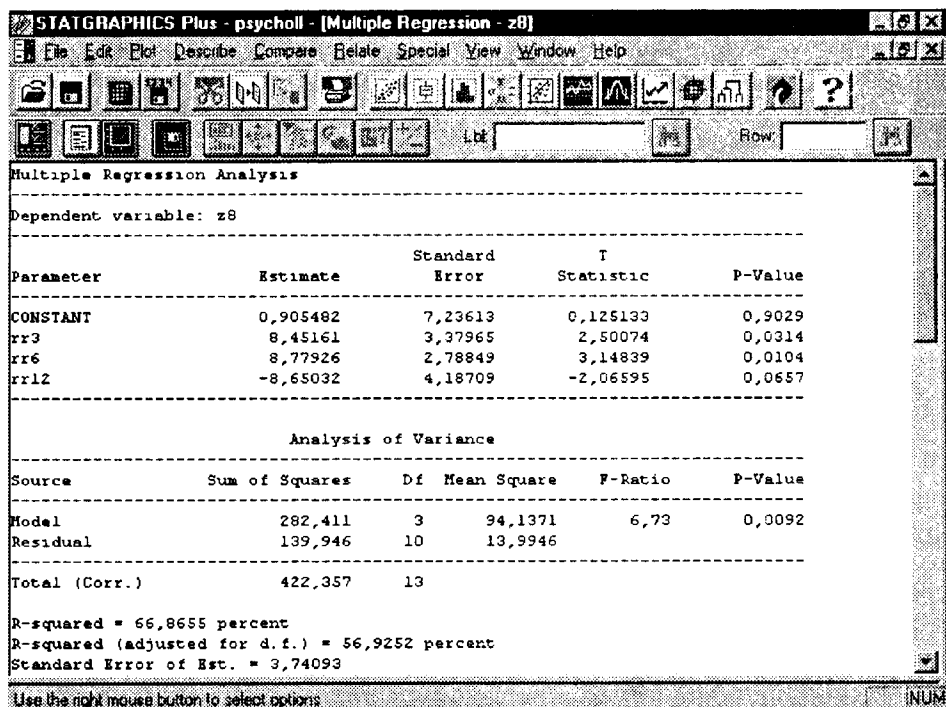 STATGRAPHICS Plus - psycholl - [Multiple Regression - z8]
File Edit Plot Describe Compare Relate Special View Window Help
Lbl: Row:
Multiple Regression Analysis
Dependent variable: z8
Standard T
Parameter Estimate Error Statistic P-Value
CONSTANT 0,905482 7,23613 0,125133 0,9029
rr3 8,45161 3,37965 2,50074 0,0314
rr6 8,77926 2,78849 3,14839 0,0104
rr12 -8,65032 4,18709 -2,06595 0,0657
Analysis of Variance
Source Sum of Squares Df Mean Square F-Ratio P-Value
Model 282,411 3 94,1371 6,73 0,0092
Residual 139,946 10 13,9946
Total (Corr.) 422,357 13
R-squared = 66,8655 percent
R-squared (adjusted for d.f.) = 56,9252 percent
Standard Error of Est. = 3,74093
Use the right mouse button to select options NUM